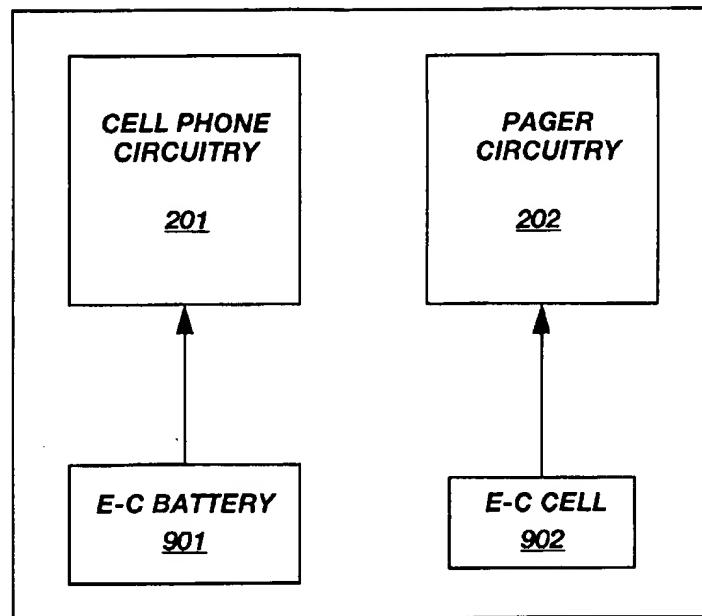 CELL PHONE
CIRCUITRY
201
PAGER
CIRCUITRY
202
E-C BATTERY
901
E-C CELL
902